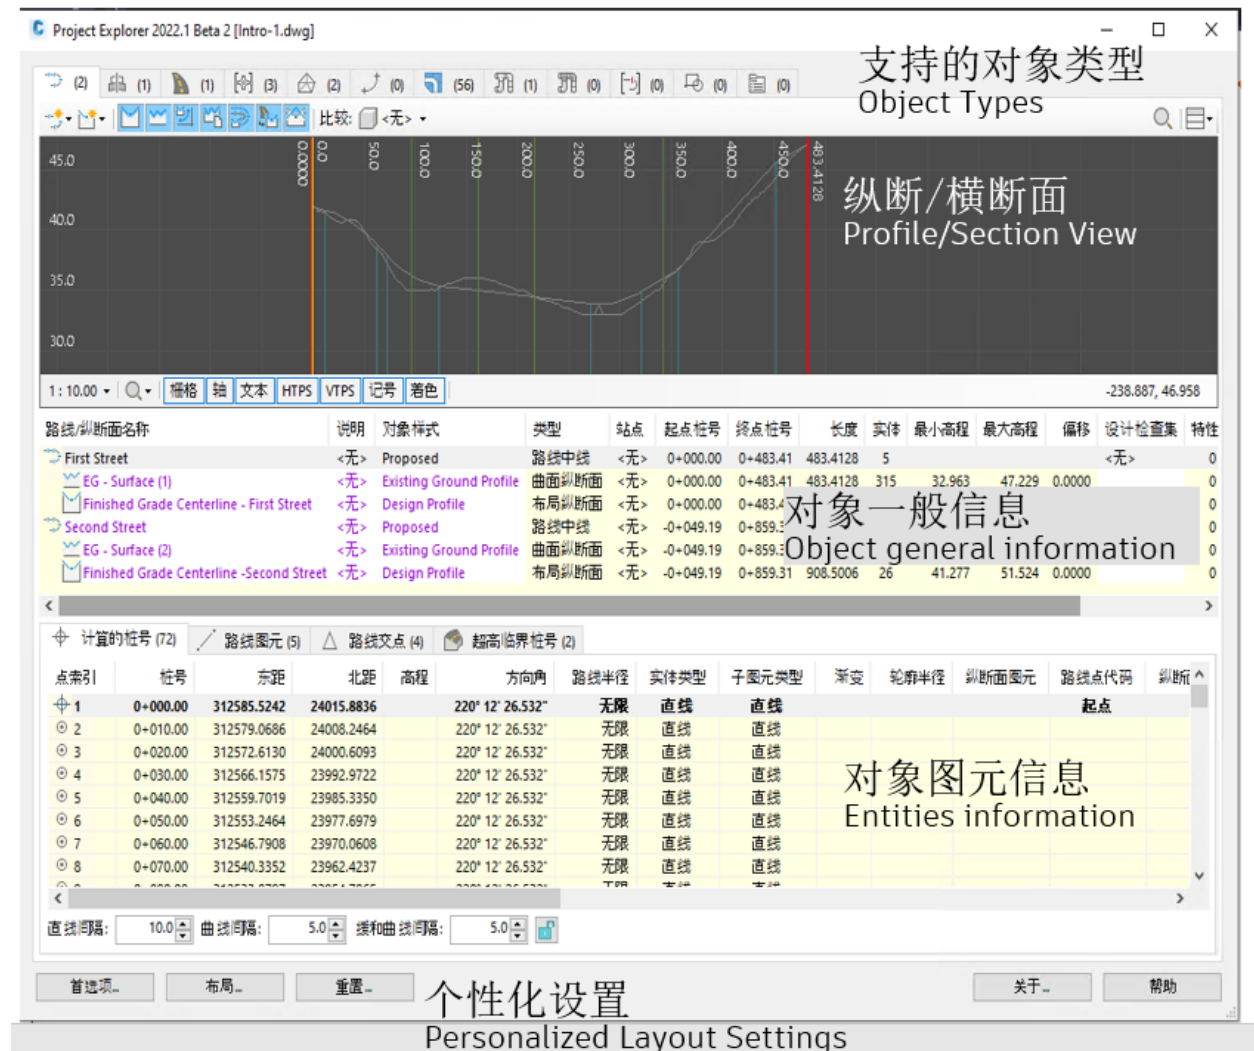 Project Explorer 2022.1 Beta 2 [Intro-1.dwg]
支持的对象类型
Object Types
(2) (1) (1) (3) (2) (0) (56) (1) (0) (0) (0) (0)
比较: <无>
45.0 0.0000 0.0 50.0 100.0 150.0 200.0 250.0 300.0 350.0 400.0 450.0 483.4128
40.0
35.0
30.0
纵断/横断面
Profile/Section View
1 : 10.00 栅格 轴 文本 HTPS VTPS 记号 着色 -238.887, 46.958
路线/纵断面名称 说明 对象样式 类型 站点 起点桩号 终点桩号 长度 实体 最小高程 最大高程 偏移 设计检查集 特性
First Street <无> Proposed 路线中线 <无> 0+000.00 0+483.41 483.4128 5 <无> 0
EG - Surface (1) <无> Existing Ground Profile 曲面纵断面 <无> 0+000.00 0+483.41 483.4128 315 32.963 47.229 0.0000 0
Finished Grade Centerline - First Street <无> Design Profile 布局纵断面 <无> 0+000.00 0+483.4 0
Second Street <无> Proposed 路线中线 <无> -0+049.19 0+859.3 0
EG - Surface (2) <无> Existing Ground Profile 曲面纵断面 <无> -0+049.19 0+859.3 0
Finished Grade Centerline -Second Street <无> Design Profile 布局纵断面 <无> -0+049.19 0+859.31 908.5006 26 41.277 51.524 0.0000 0
对象一般信息
Object general information
计算的桩号 (72) 路线图元 (5) 路线交点 (4) 超高临界桩号 (2)
点索引 桩号 东距 北距 高程 方向角 路线半径 实体类型 子图元类型 渐变 轮廓半径 纵断面图元 路线点代码 纵断
1 0+000.00 312585.5242 24015.8836 220° 12' 26.532" 无限 直线 直线 起点
2 0+010.00 312579.0686 24008.2464 220° 12' 26.532" 无限 直线 直线
3 0+020.00 312572.6130 24000.6093 220° 12' 26.532" 无限 直线 直线
4 0+030.00 312566.1575 23992.9722 220° 12' 26.532" 无限 直线 直线
5 0+040.00 312559.7019 23985.3350 220° 12' 26.532" 无限 直线 直线
6 0+050.00 312553.2464 23977.6979 220° 12' 26.532" 无限 直线 直线
7 0+060.00 312546.7908 23970.0608 220° 12' 26.532" 无限 直线 直线
8 0+070.00 312540.3352 23962.4237 220° 12' 26.532" 无限 直线 直线
对象图元信息
Entities information
直线间隔: 10.0 曲线间隔: 5.0 缓和曲线间隔: 5.0
首选项... 布局... 重置... 关于... 帮助
个性化设置
Personalized Layout Settings